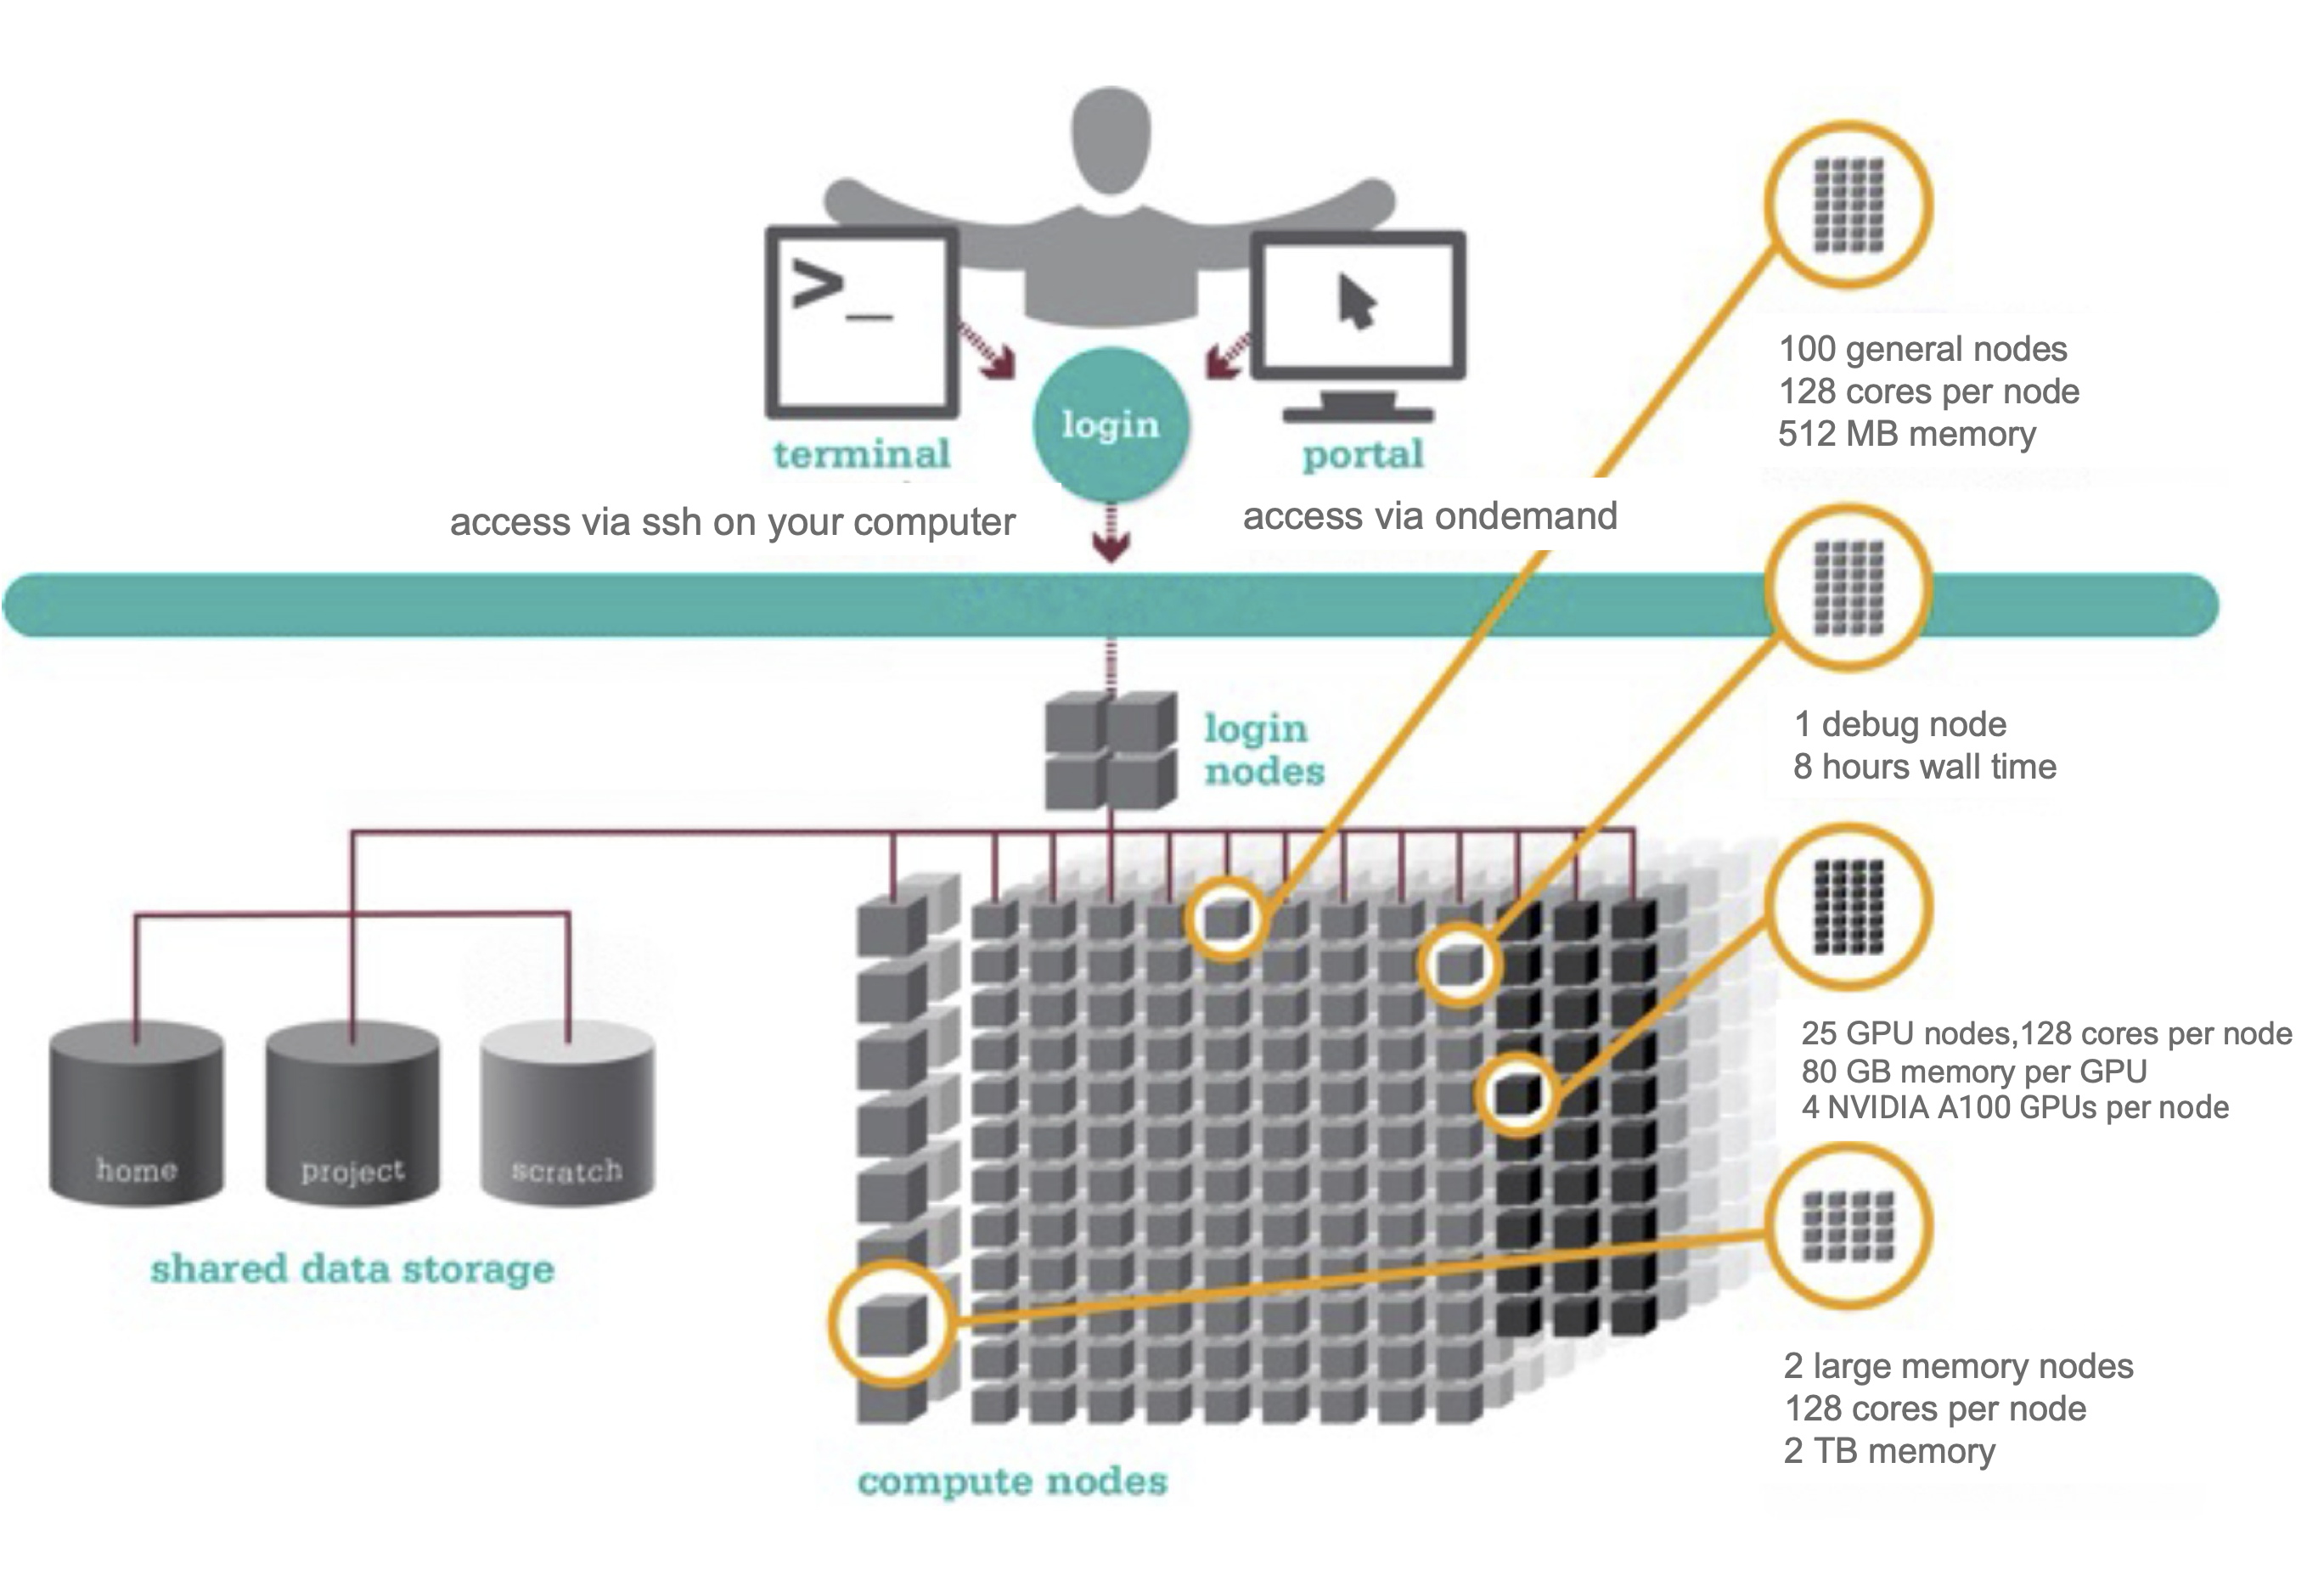 >_
login
terminal
portal
access via ssh on your computer
access via ondemand
100 general nodes
128 cores per node
512 MB memory
login
nodes
1 debug node
8 hours wall time
25 GPU nodes,128 cores per node
80 GB memory per GPU
4 NVIDIA A100 GPUs per node
home
project
scratch
shared data storage
2 large memory nodes
128 cores per node
2 TB memory
compute nodes